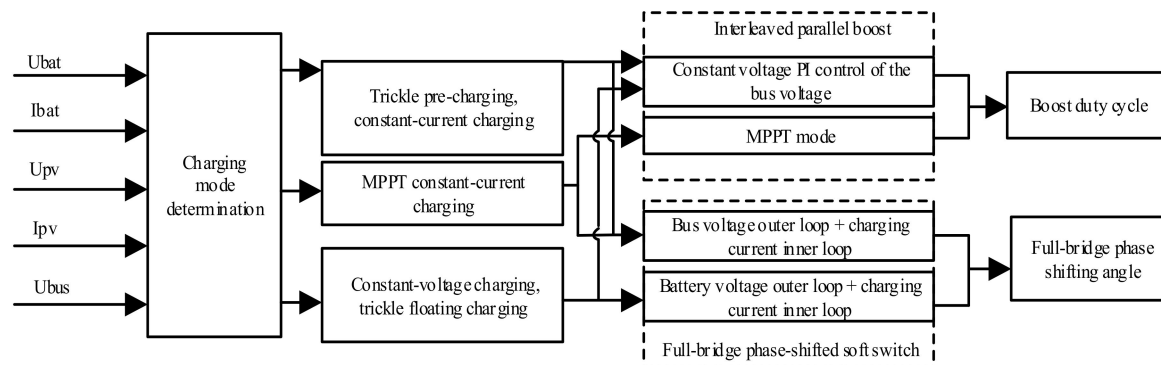 Ubat
Ibat
Upv
Ipv
Ubus
Charging
mode
determination
Trickle pre-charging,
constant-current charging
MPPT constant-current
charging
Constant-voltage charging,
trickle floating charging
Interleaved parallel boost
Constant voltage PI control of the
bus voltage
MPPT mode
Bus voltage outer loop + charging
current inner loop
Battery voltage outer loop + charging
current inner loop
Full-bridge phase-shifted soft switch
Boost duty cycle
Full-bridge phase
shifting angle